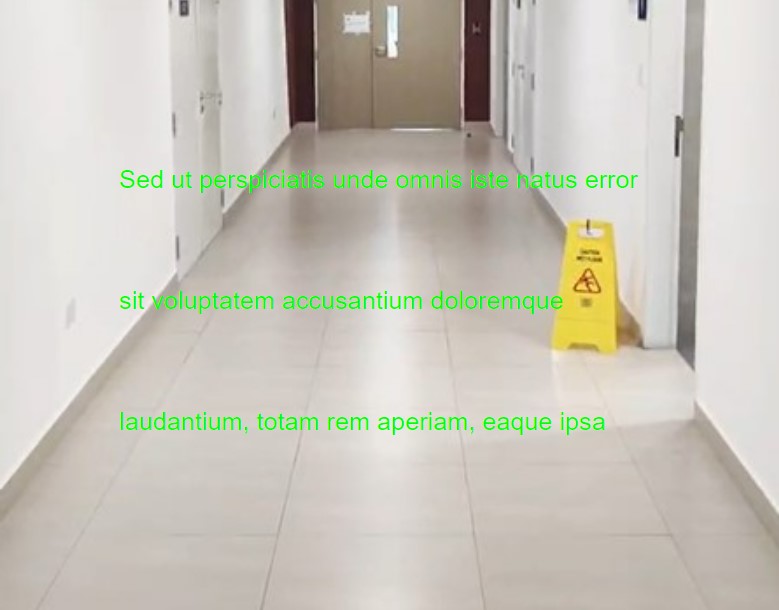 Sed ut perspiciatis unde omnis iste natus error
sit voluptatem accusantium doloremque
laudantium, totam rem aperiam, eaque ipsa
CAUTION
WET FLOOR